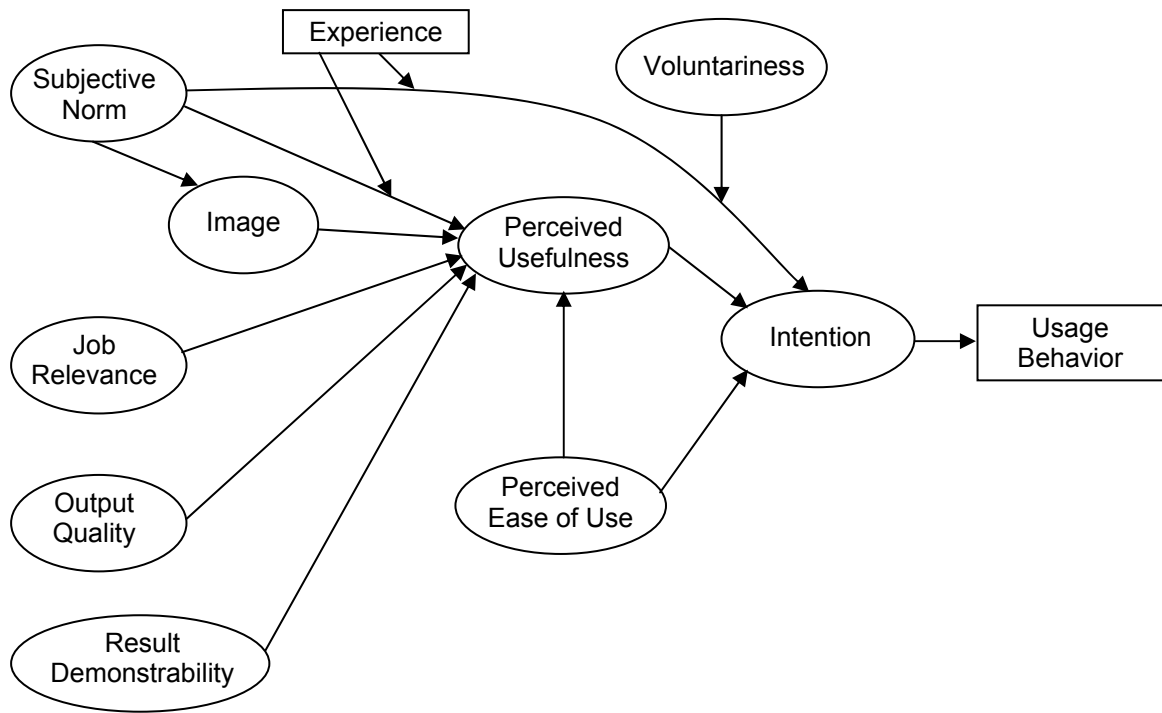 Experience
Subjective
Norm
Voluntariness
Image
Perceived
Usefulness
Job
Relevance
Intention
Usage
Behavior
Output
Quality
Perceived
Ease of Use
Result
Demonstrability